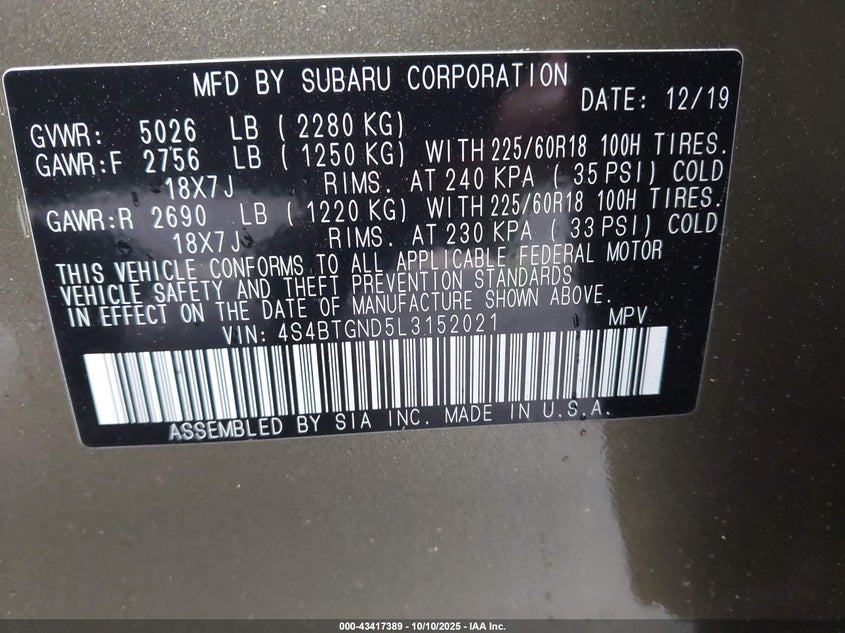 MFD BY SUBARU CORPORATION
DATE: 12/19
GVWR: 5026 LB ( 2280 KG)
GAWR:F 2756 LB ( 1250 KG) WITH 225/60R18 100H TIRES.
18X7J RIMS. AT 240 KPA ( 35 PSI) COLD
GAWR:R 2690 LB ( 1220 KG) WITH 225/60R18 100H TIRES.
18X7J RIMS. AT 230 KPA ( 33 PSI) COLD
THIS VEHICLE CONFORMS TO ALL APPLICABLE FEDERAL MOTOR
VEHICLE SAFETY AND THEFT PREVENTION STANDARDS
IN EFFECT ON THE DATE OF MANUFACTURE SHOWN ABOVE.
VIN: 4S4BTGND5L3152021 MPV
ASSEMBLED BY SIA INC. MADE IN U.S.A.
000-43417389 - 10/10/2025 - IAA Inc.